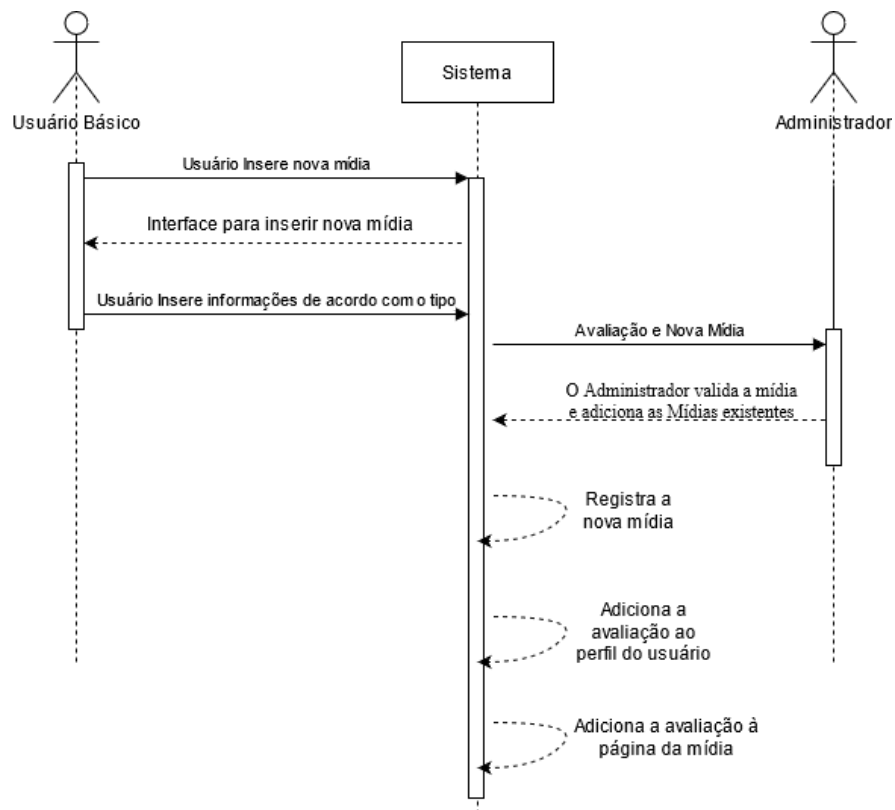 Sistema
Usuário Básico
Administrador
Usuário Insere nova mídia
Interface para inserir nova mídia
Usuário Insere informações de acordo com o tipo
Avaliação e Nova Mídia
O Administrador valida a mídia
e adiciona as Mídias existentes
Registra a
nova mídia
Adiciona a
avaliação ao
perfil do usuário
Adiciona a avaliação à
página da mídia